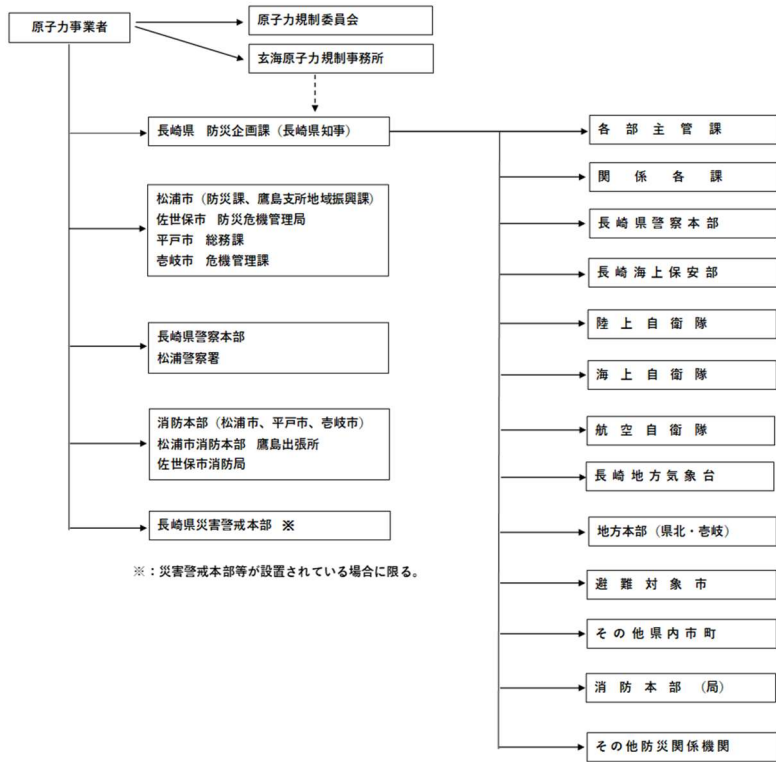 原子力事業者
原子力規制委員会
玄海原子力規制事務所
長崎県 防災企画課（長崎県知事）
松浦市（防災課、鷹島支所地域振興課）
佐世保市 防災危機管理局
平戸市 総務課
壱岐市 危機管理課
長崎県警察本部
松浦警察署
消防本部（松浦市、平戸市、壱岐市）
松浦市消防本部 鷹島出張所
佐世保市消防局
長崎県災害警戒本部 ※
※：災害警戒本部等が設置されている場合に限る。
各部主管課
関係各課
長崎県警察本部
長崎海上保安部
陸上自衛隊
海上自衛隊
航空自衛隊
長崎地方気象台
地方本部（県北・壱岐）
避難対象市
その他県内市町
消防本部（局）
その他防災関係機関